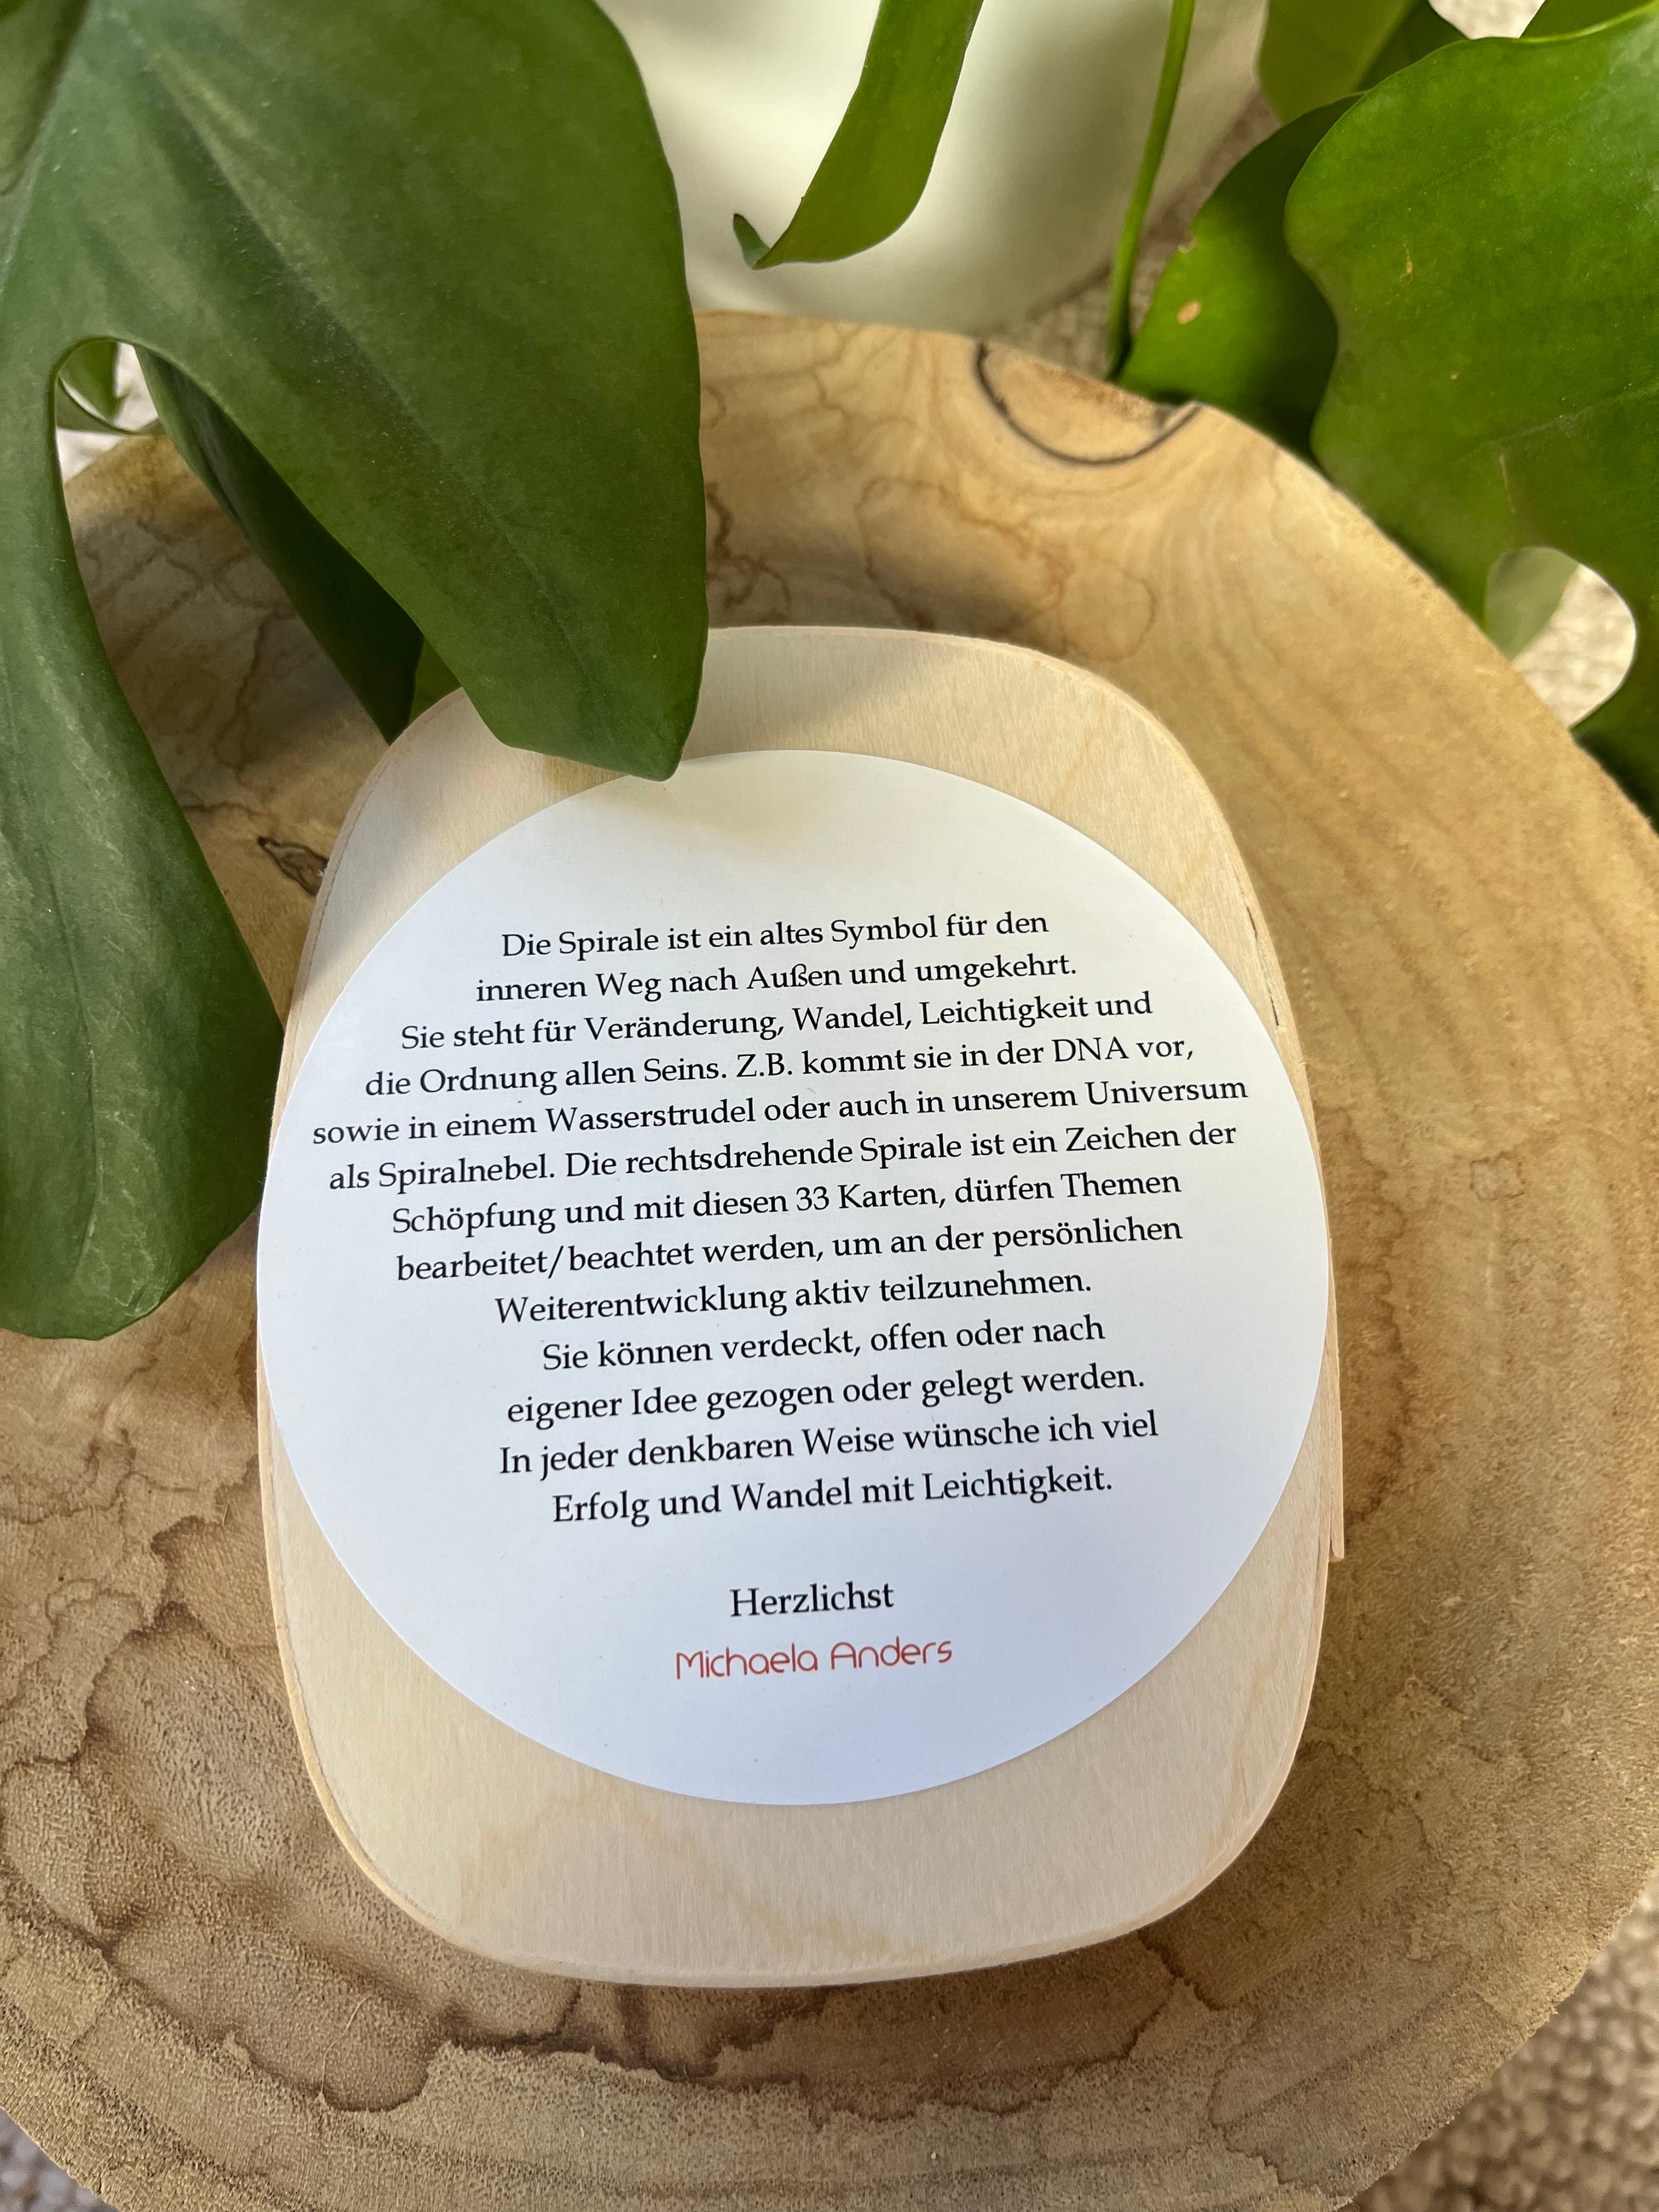 Die Spirale ist ein altes Symbol für den
inneren Weg nach Außen und umgekehrt.
Sie steht für Veränderung, Wandel, Leichtigkeit und
die Ordnung allen Seins. Z.B. kommt sie in der DNA vor,
sowie in einem Wasserstrudel oder auch in unserem Universum
als Spiralnebel. Die rechtsdrehende Spirale ist ein Zeichen der
Schöpfung und mit diesen 33 Karten, dürfen Themen
bearbeitet/beachtet werden, um an der persönlichen
Weiterentwicklung aktiv teilzunehmen.
Sie können verdeckt, offen oder nach
eigener Idee gezogen oder gelegt werden.
In jeder denkbaren Weise wünsche ich viel
Erfolg und Wandel mit Leichtigkeit.
Herzlichst
Michaela Anders